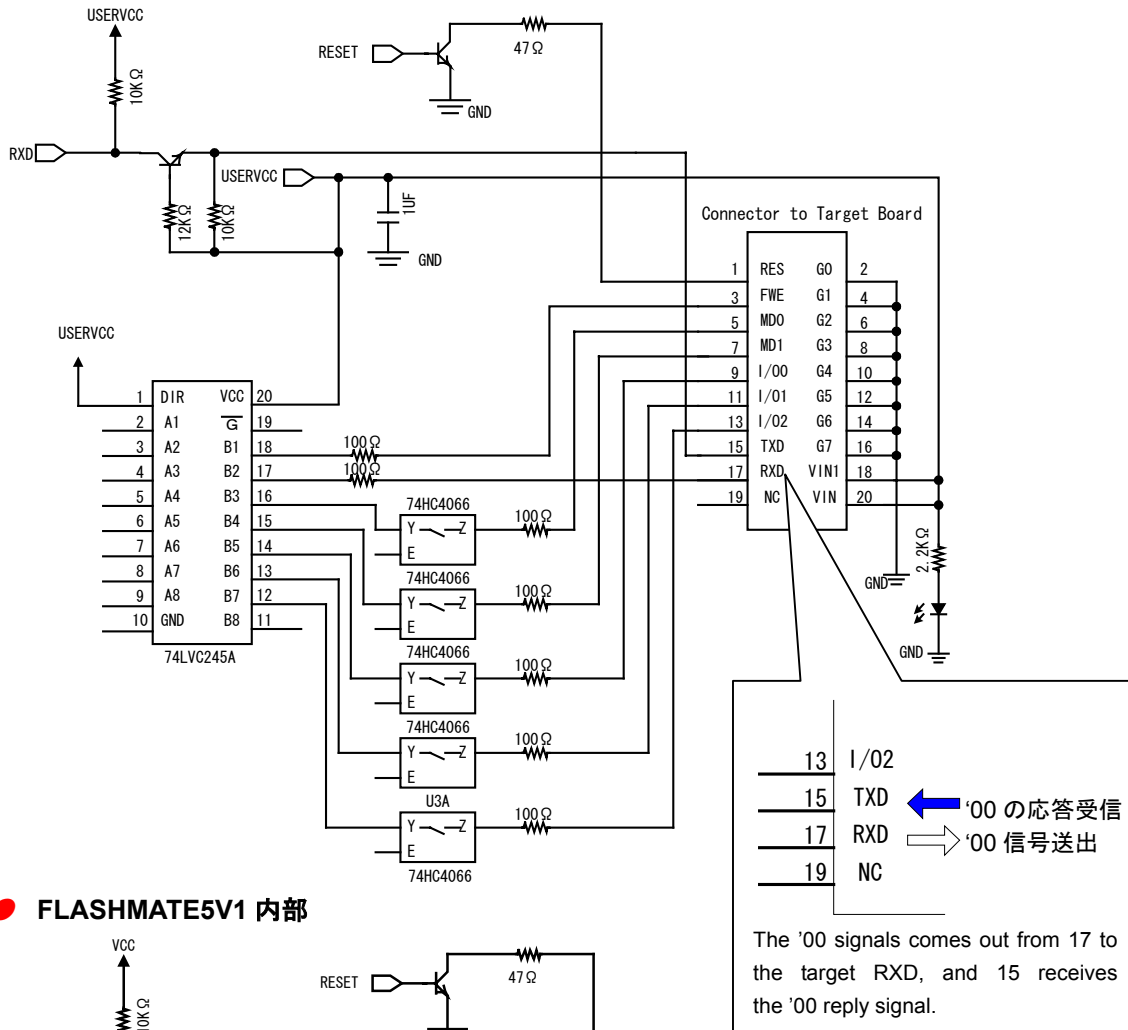 USERVCC
10KΩ
RXD
12KΩ
10KΩ
RESET
47Ω
GND
USERVCC
1UF
GND
Connector to Target Board
1 RES G0 2
3 FWE G1 4
5 MD0 G2 6
7 MD1 G3 8
9 I/O0 G4 10
11 I/O1 G5 12
13 I/O2 G6 14
15 TXD G7 16
17 RXD VIN1 18
19 NC VIN 20
USERVCC
1 DIR VCC 20
2 A1 G 19
3 A2 B1 18
4 A3 B2 17
5 A4 B3 16
6 A5 B4 15
7 A6 B5 14
8 A7 B6 13
9 A8 B7 12
10 GND B8 11
74LVC245A
100Ω
100Ω
74HC4066
Y Z
E
100Ω
74HC4066
Y Z
E
100Ω
74HC4066
Y Z
E
100Ω
74HC4066
Y Z
E
100Ω
U3A
Y Z
E
100Ω
74HC4066
GND
2.2KΩ
GND
13 I/O2
15 TXD '00 の応答受信
17 RXD '00 信号送出
19 NC
The '00 signals comes out from 17 to
the target RXD, and 15 receives
the '00 reply signal.
FLASHMATE5V1 内部
VCC
10KΩ
RESET
47Ω